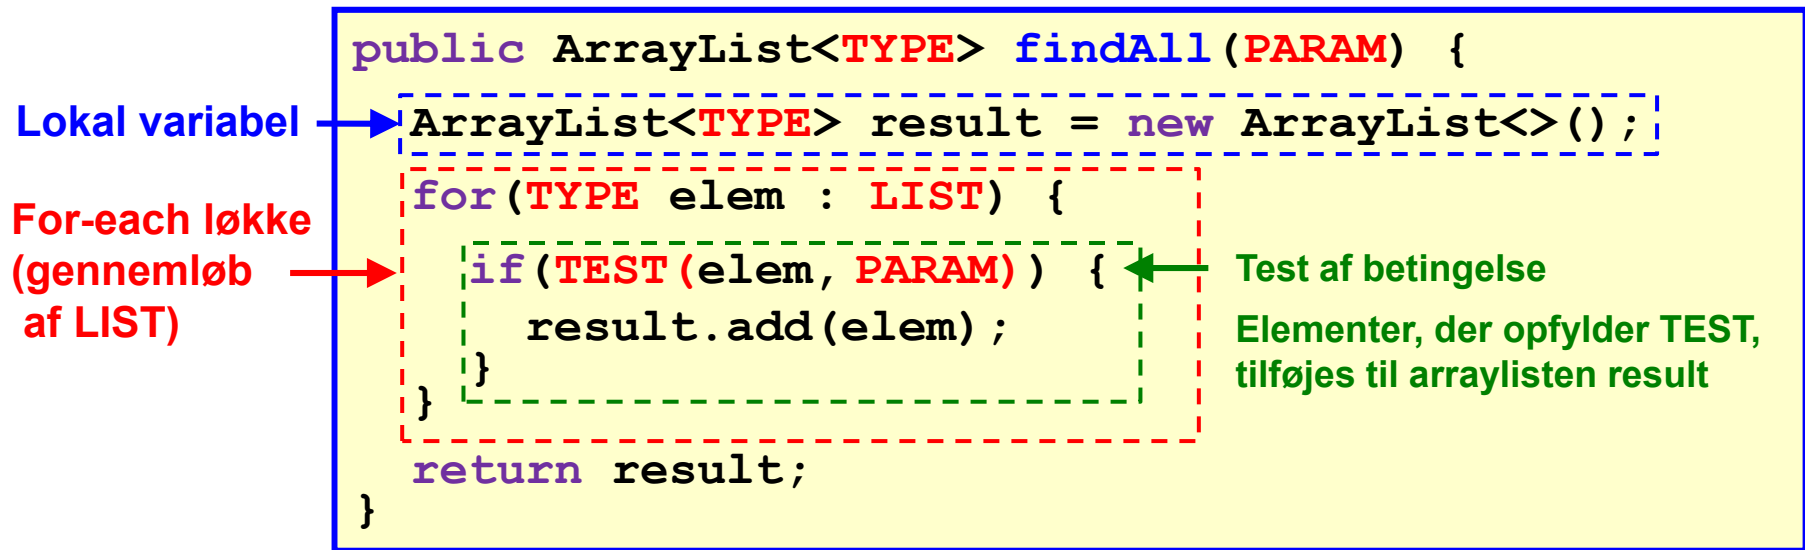 public ArrayList<TYPE> findAll(PARAM) {
Lokal variabel
ArrayList<TYPE> result = new ArrayList<>();
For-each løkke
(gennemløb
af LIST)
for(TYPE elem : LIST) {
if(TEST(elem, PARAM)) {
result.add(elem);
}
}
Test af betingelse
Elementer, der opfylder TEST,
tilføjes til arraylisten result
return result;
}